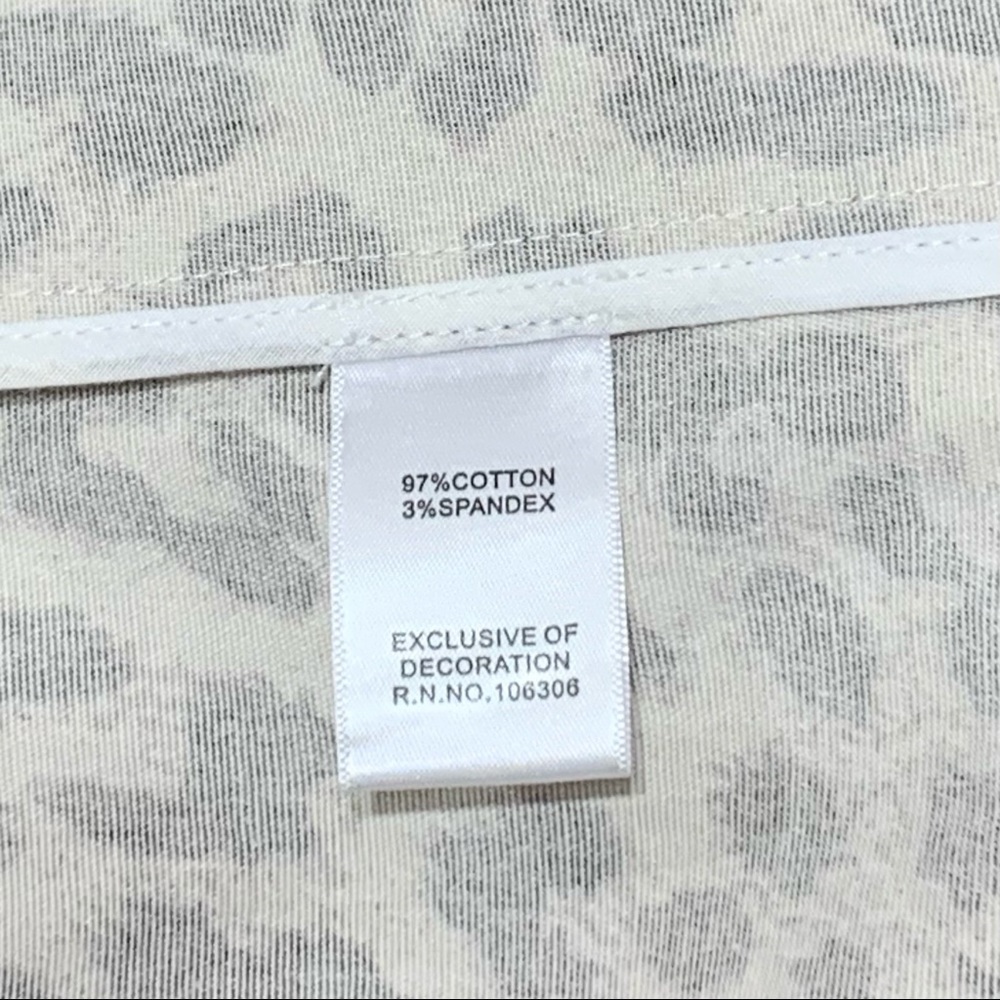 97%COTTON
3%SPANDEX
EXCLUSIVE OF
DECORATION
R.N.NO.106306